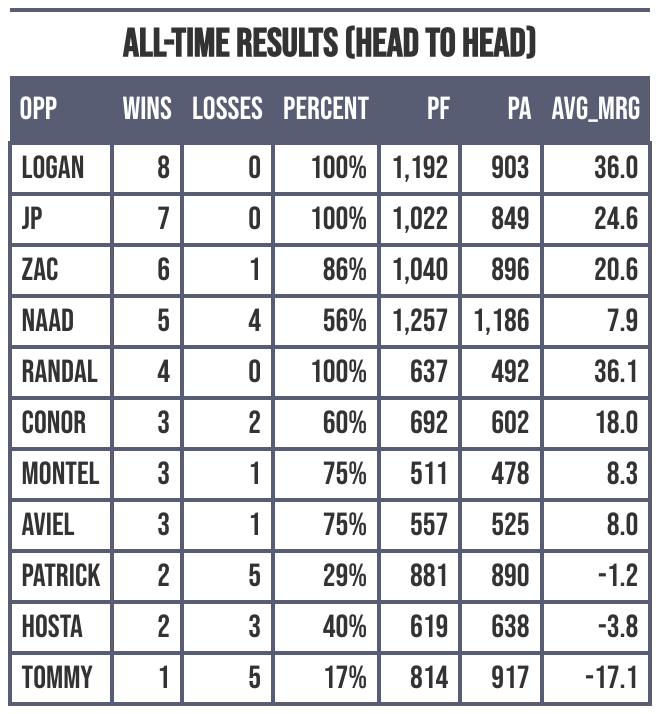 ALL-TIME RESULTS (HEAD TO HEAD)
OPP WINS LOSSES PERCENT PF PA AVG_MRG
LOGAN 8 0 100% 1,192 903 36.0
JP 7 0 100% 1,022 849 24.6
ZAC 6 1 86% 1,040 896 20.6
NAAD 5 4 56% 1,257 1,186 7.9
RANDAL 4 0 100% 637 492 36.1
CONOR 3 2 60% 692 602 18.0
MONTEL 3 1 75% 511 478 8.3
AVIEL 3 1 75% 557 525 8.0
PATRICK 2 5 29% 881 890 -1.2
HOSTA 2 3 40% 619 638 -3.8
TOMMY 1 5 17% 814 917 -17.1